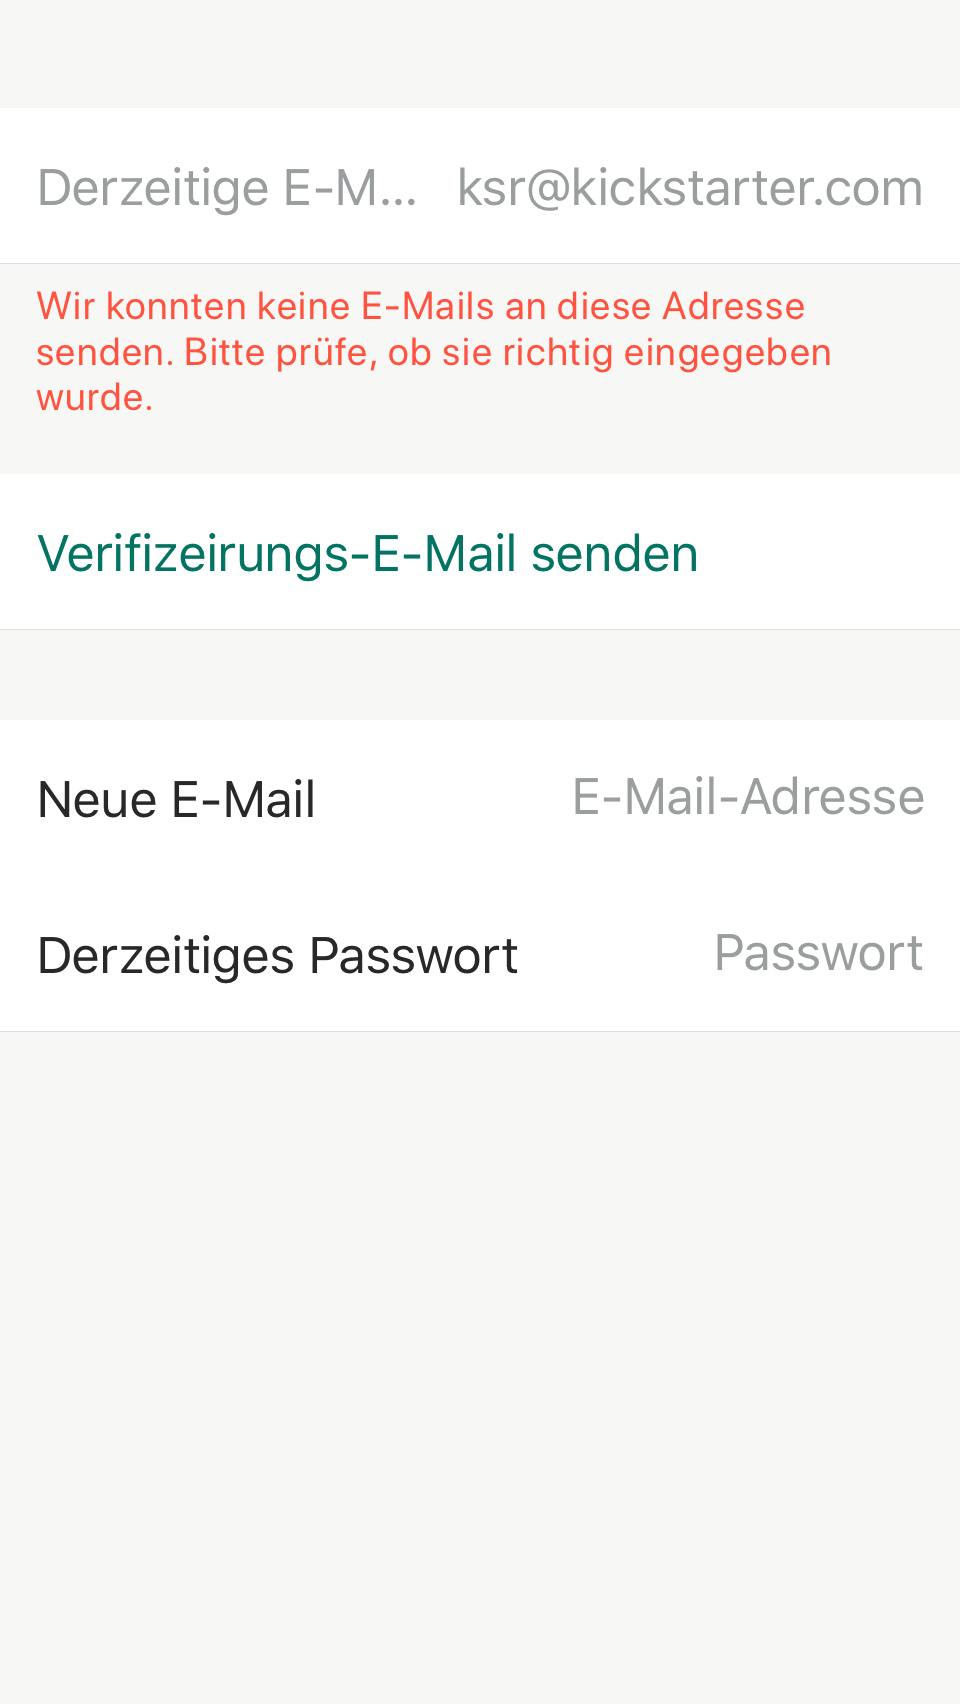 Derzeitige E-M... ksr@kickstarter.com
Wir konnten keine E-Mails an diese Adresse
senden. Bitte prüfe, ob sie richtig eingegeben
wurde.
Verifizeirungs-E-Mail senden
Neue E-Mail E-Mail-Adresse
Derzeitiges Passwort Passwort